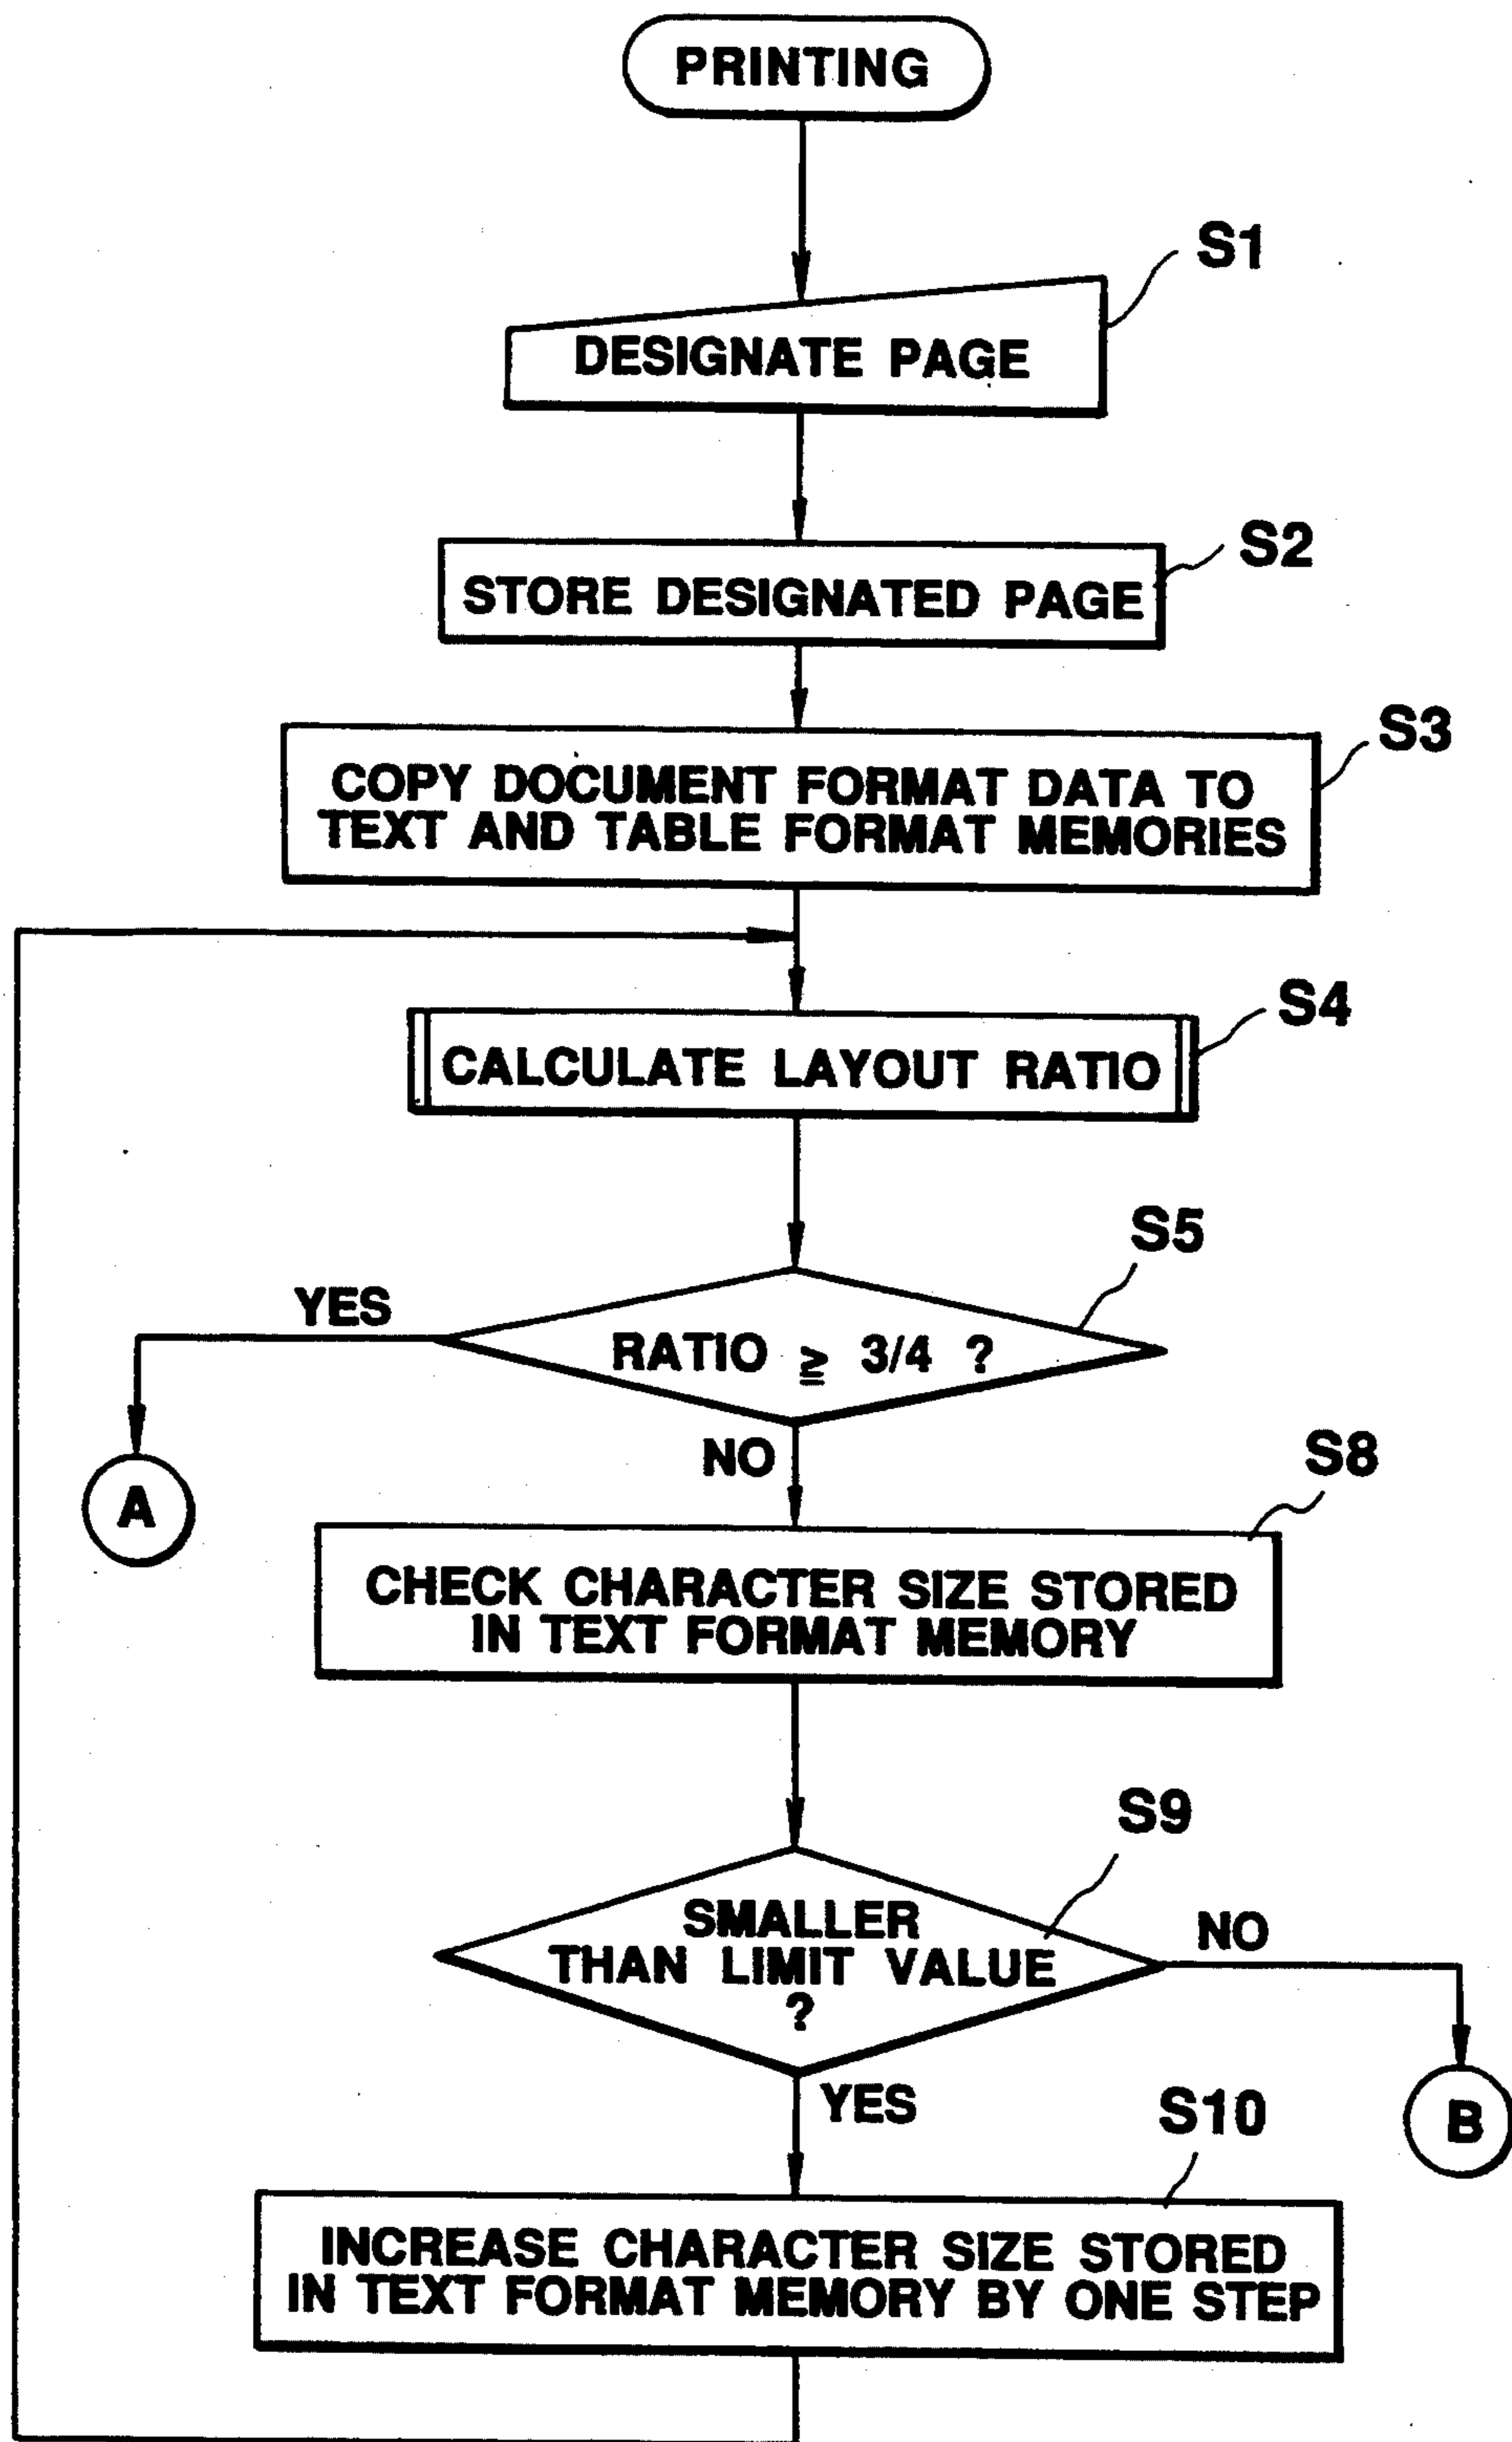 PRINTING
S1
DESIGNATE PAGE
S2
STORE DESIGNATED PAGE
S3
COPY DOCUMENT FORMAT DATA TO
TEXT AND TABLE FORMAT MEMORIES
S4
CALCULATE LAYOUT RATIO
S5
YES
RATIO ≧ 3/4 ?
NO
A
S8
CHECK CHARACTER SIZE STORED
IN TEXT FORMAT MEMORY
S9
SMALLER
THAN LIMIT VALUE
?
NO
YES
B
S10
INCREASE CHARACTER SIZE STORED
IN TEXT FORMAT MEMORY BY ONE STEP